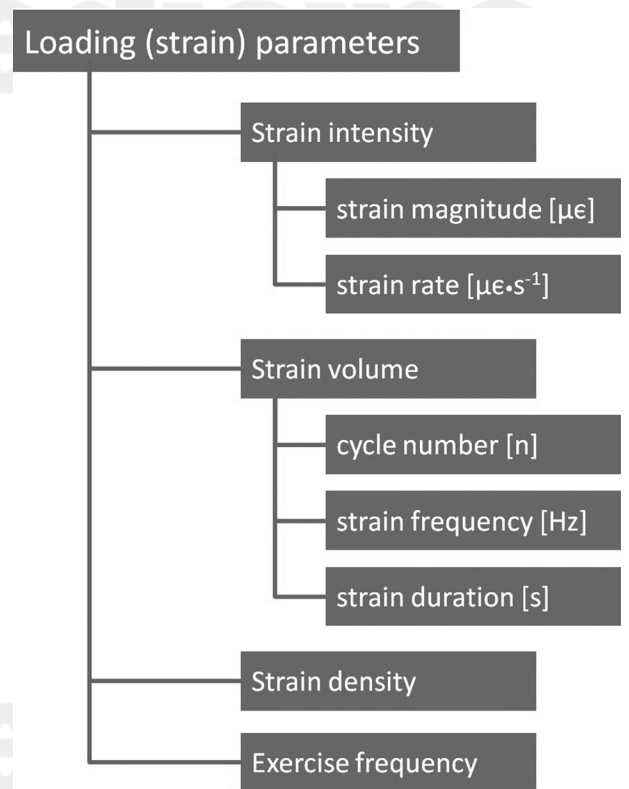 Loading (strain) parameters
Strain intensity
strain magnitude [µϵ]
strain rate [µϵ•s⁻¹]
Strain volume
cycle number [n]
strain frequency [Hz]
strain duration [s]
Strain density
Exercise frequency